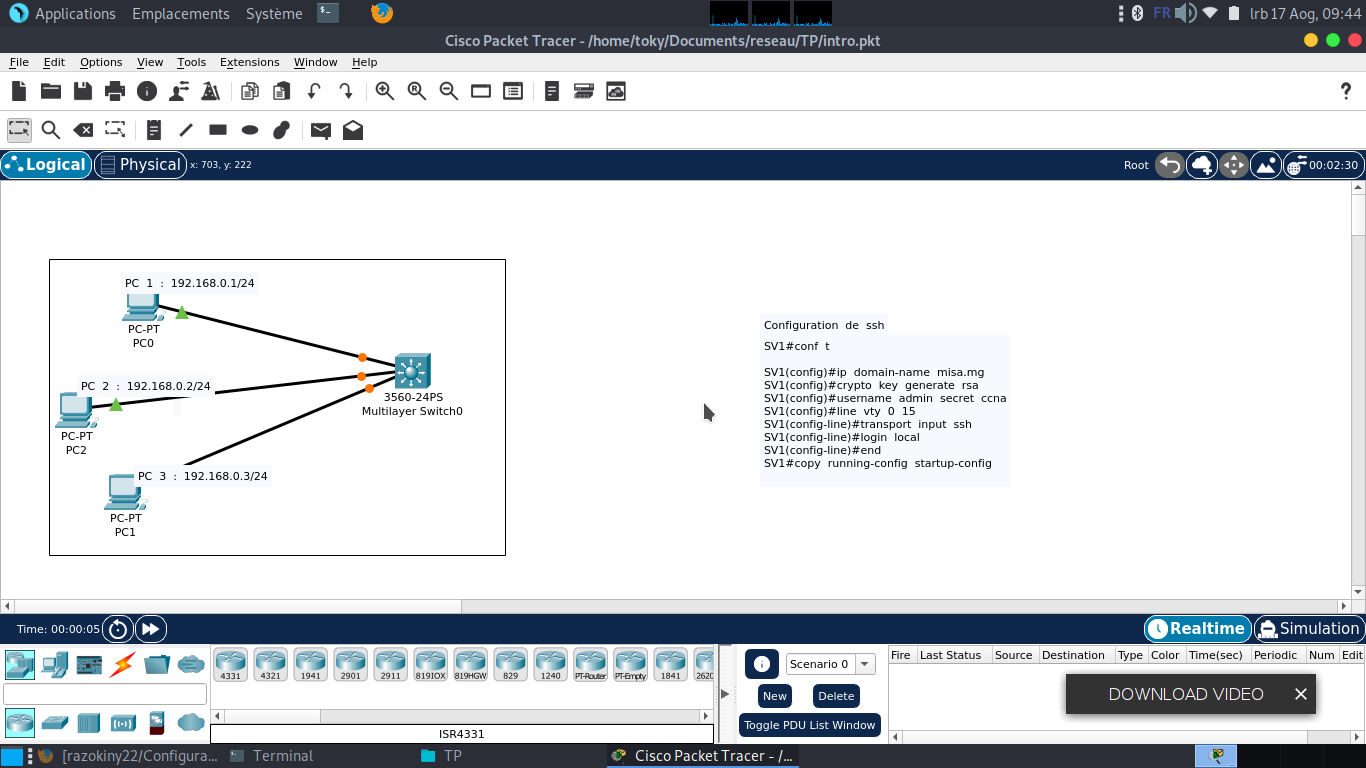 Applications Emplacements Système FR lrb 17 Aog, 09:44
Cisco Packet Tracer - /home/toky/Documents/reseau/TP/intro.pkt
File Edit Options View Tools Extensions Window Help
Logical Physical x: 703, y: 222 Root 00:02:30
PC 1 : 192.168.0.1/24
PC-PT
PC0
PC 2 : 192.168.0.2/24
PC-PT
PC2
3560-24PS
Multilayer Switch0
PC 3 : 192.168.0.3/24
PC-PT
PC1
Configuration de ssh
SV1#conf t
SV1(config)#ip domain-name misa.mg
SV1(config)#crypto key generate rsa
SV1(config)#username admin secret ccna
SV1(config)#line vty 0 15
SV1(config-line)#transport input ssh
SV1(config-line)#login local
SV1(config-line)#end
SV1#copy running-config startup-config
Time: 00:00:05 Realtime Simulation
4331 4321 1941 2901 2911 819IOX 819HGW 829 1240 PT-Router PT-Empty 1841 2620
ISR4331
Scenario 0
New Delete
Toggle PDU List Window
Fire Last Status Source Destination Type Color Time(sec) Periodic Num Edit
DOWNLOAD VIDEO
[razokiny22/Configura... Terminal TP Cisco Packet Tracer - /...